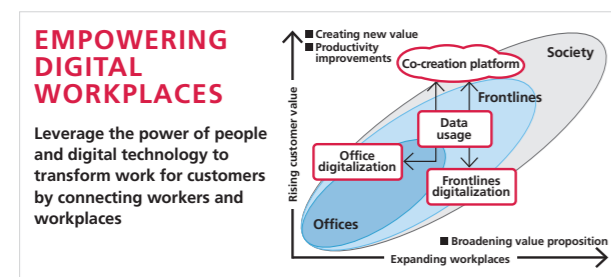 EMPOWERING
DIGITAL
WORKPLACES
Leverage the power of people
and digital technology to
transform work for customers
by connecting workers and
workplaces
■ Creating new value
■ Productivity
improvements
Rising customer value
Co-creation platform
Society
Frontlines
Data
usage
Office
digitalization
Frontlines
digitalization
Offices
■ Broadening value proposition
Expanding workplaces